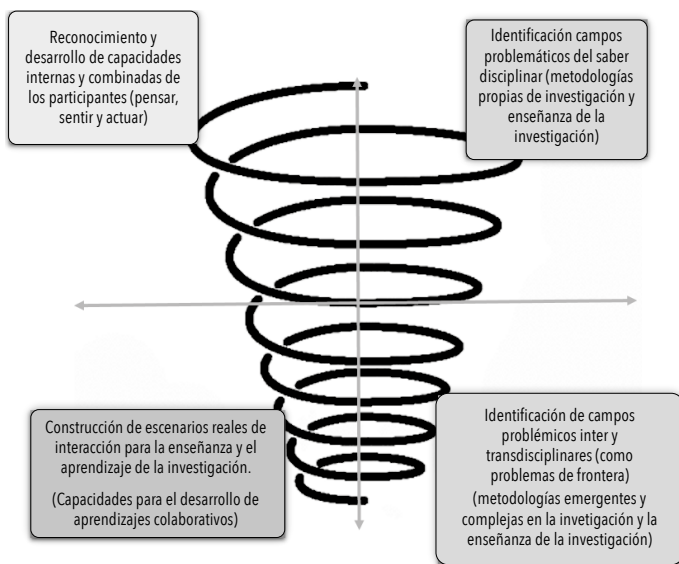 Reconocimiento y
desarrollo de capacidades
internas y combinadas de
los participantes (pensar,
sentir y actuar)
Identificación campos
problemáticos del saber
disciplinar (metodologías
propias de investigación y
enseñanza de la
investigación)
Construcción de escenarios reales de
interacción para la enseñanza y el
aprendizaje de la investigación.
(Capacidades para el desarrollo de
aprendizajes colaborativos)
Identificación de campos
problémicos inter y
transdisciplinares (como
problemas de frontera)
(metodologías emergentes y
complejas en la invetigación y la
enseñanza de la investigación)